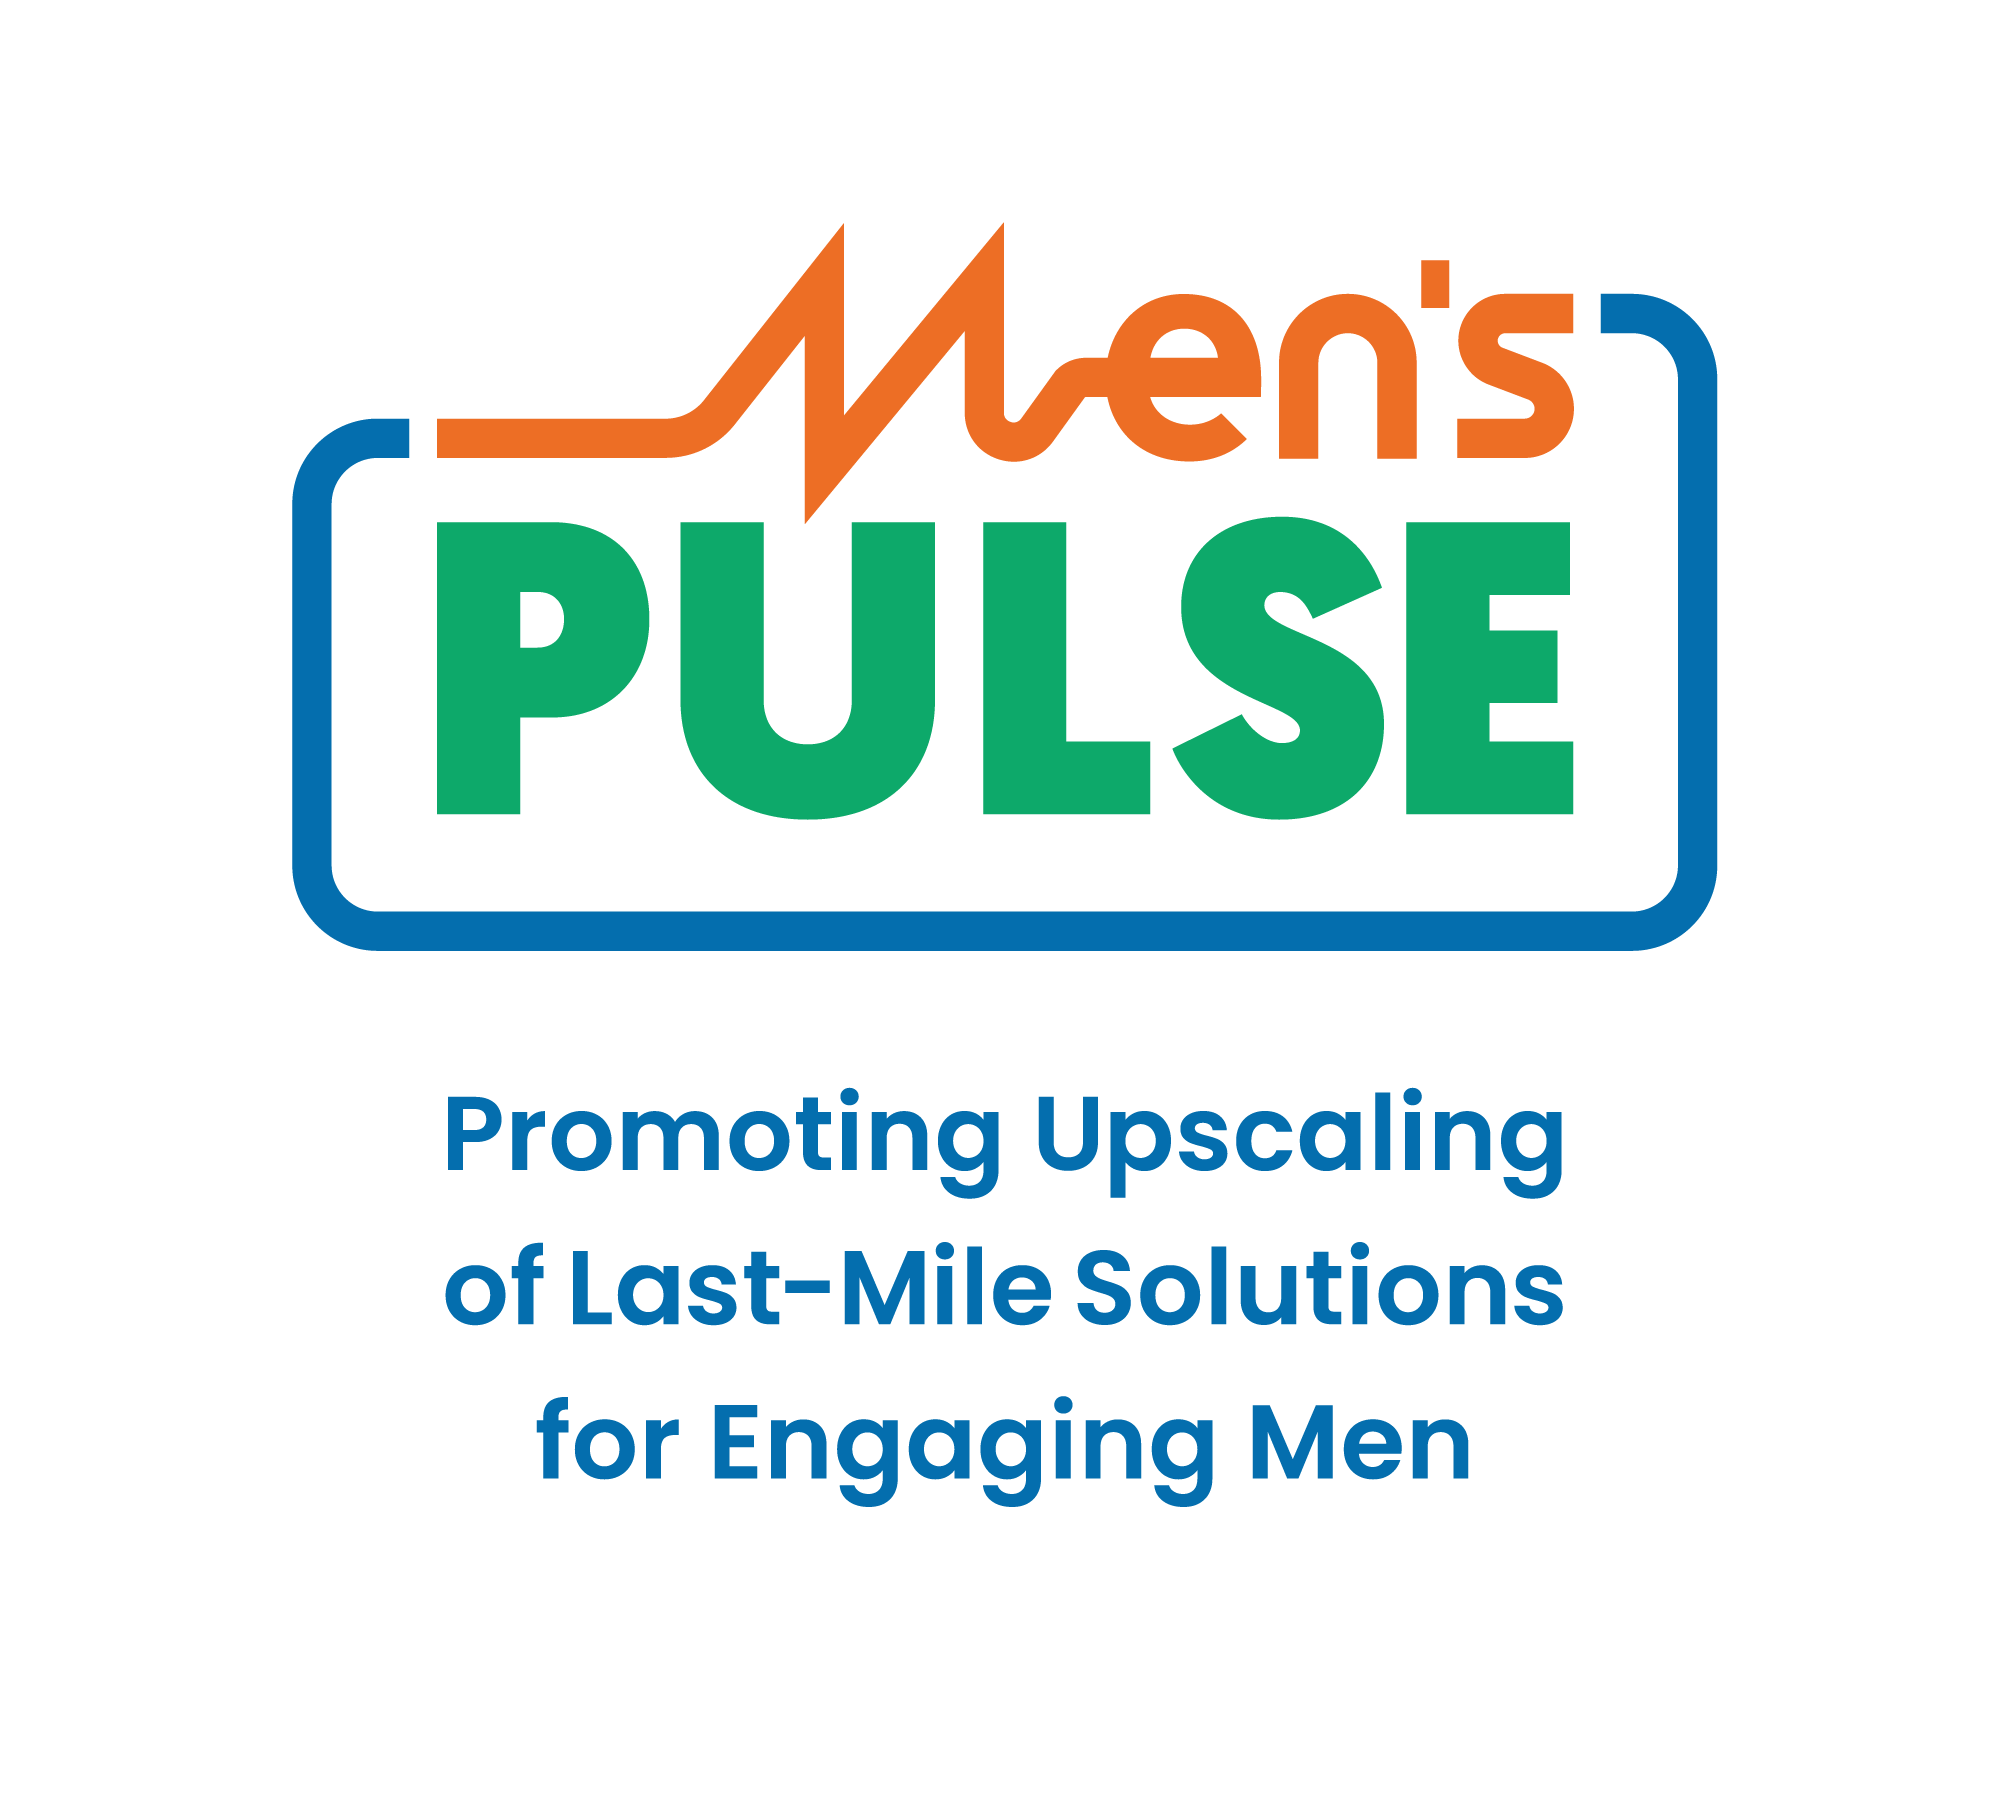 Men's
PULSE
Promoting Upscaling
of Last-Mile Solutions
for Engaging Men